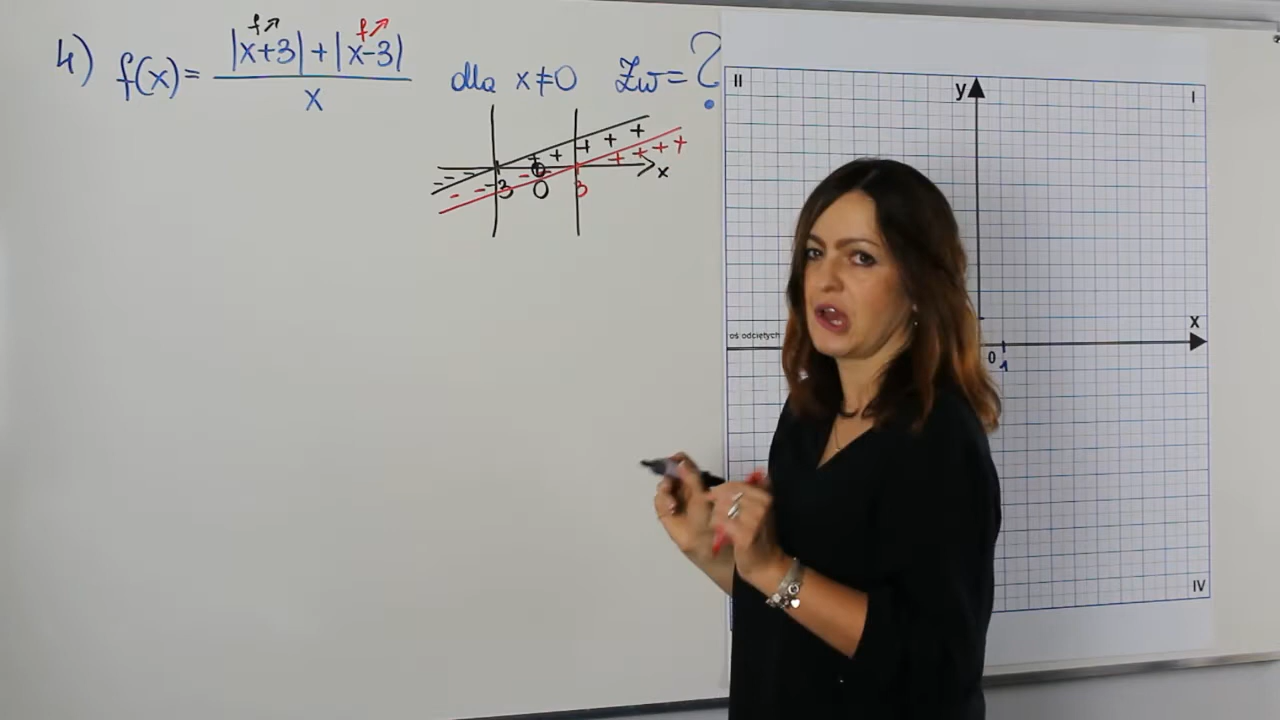 f↗ f↗
4) f(x) = |x+3| + |x-3| / x dla x≠0 Zw = ?
+ + + + +
- - - - - + + + + x
- - -3 0 3
II y I
oś odciętych x
0 1
IV